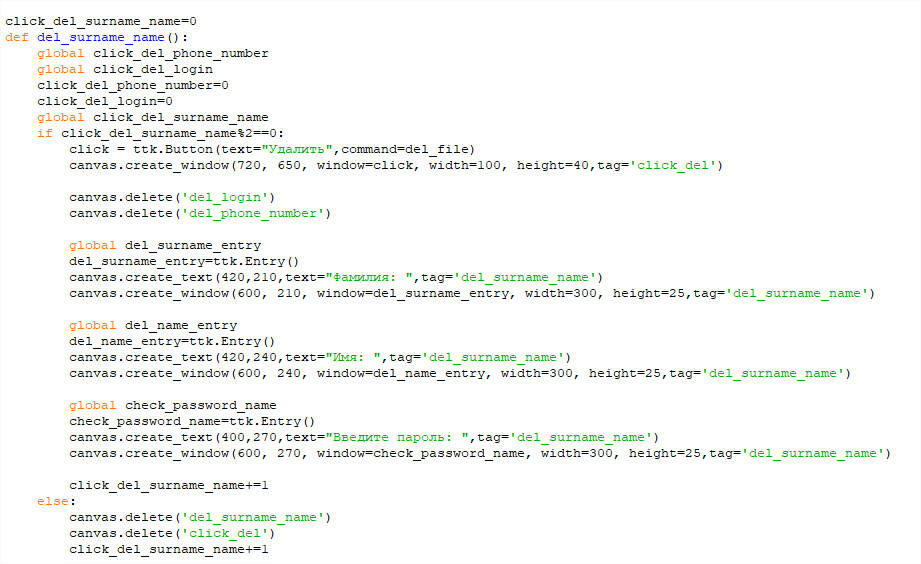 click_del_surname_name=0
def del_surname_name():
    global click_del_phone_number
    global click_del_login
    click_del_phone_number=0
    click_del_login=0
    global click_del_surname_name
    if click_del_surname_name%2==0:
        click = ttk.Button(text="Удалить",command=del_file)
        canvas.create_window(720, 650, window=click, width=100, height=40,tag='click_del')

        canvas.delete('del_login')
        canvas.delete('del_phone_number')

        global del_surname_entry
        del_surname_entry=ttk.Entry()
        canvas.create_text(420,210,text="Фамилия: ",tag='del_surname_name')
        canvas.create_window(600, 210, window=del_surname_entry, width=300, height=25,tag='del_surname_name')

        global del_name_entry
        del_name_entry=ttk.Entry()
        canvas.create_text(420,240,text="Имя: ",tag='del_surname_name')
        canvas.create_window(600, 240, window=del_name_entry, width=300, height=25,tag='del_surname_name')

        global check_password_name
        check_password_name=ttk.Entry()
        canvas.create_text(400,270,text="Введите пароль: ",tag='del_surname_name')
        canvas.create_window(600, 270, window=check_password_name, width=300, height=25,tag='del_surname_name')

        click_del_surname_name+=1
    else:
        canvas.delete('del_surname_name')
        canvas.delete('click_del')
        click_del_surname_name+=1